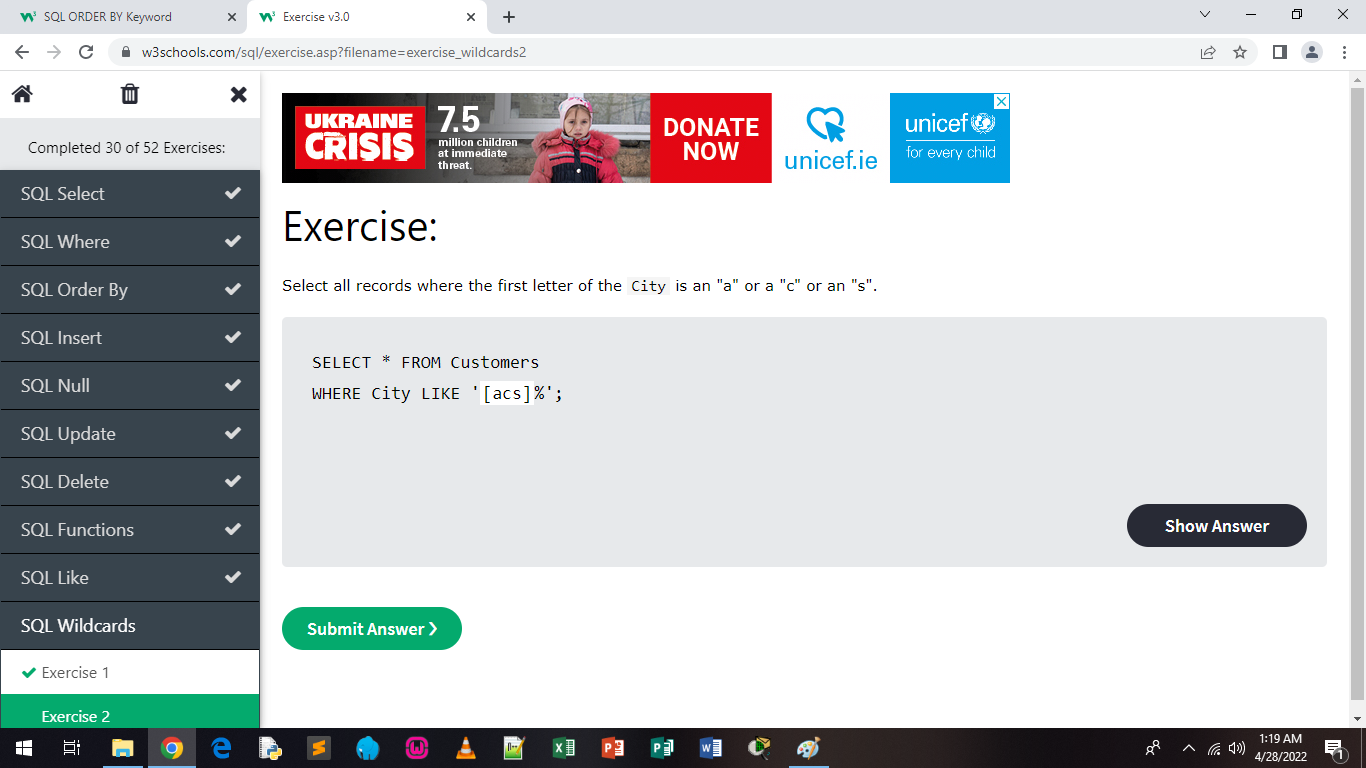 SQL ORDER BY Keyword
Exercise v3.0
w3schools.com/sql/exercise.asp?filename=exercise_wildcards2
Completed 30 of 52 Exercises:
SQL Select
SQL Where
SQL Order By
SQL Insert
SQL Null
SQL Update
SQL Delete
SQL Functions
SQL Like
SQL Wildcards
Exercise 1
Exercise 2
UKRAINE
CRISIS
7.5
million children
at immediate
threat.
DONATE
NOW
unicef.ie
unicef
for every child
Exercise:
Select all records where the first letter of the City is an "a" or a "c" or an "s".
SELECT * FROM Customers
WHERE City LIKE '[acs]%';
Show Answer
Submit Answer ❯
1:19 AM
4/28/2022
1